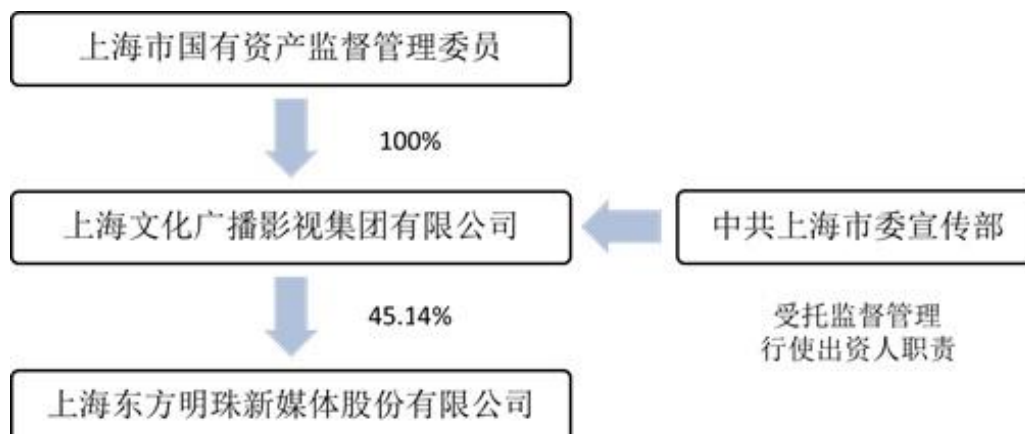 上海市国有资产监督管理委员
100%
上海文化广播影视集团有限公司
中共上海市委宣传部
45.14%
受托监督管理
行使出资人职责
上海东方明珠新媒体股份有限公司